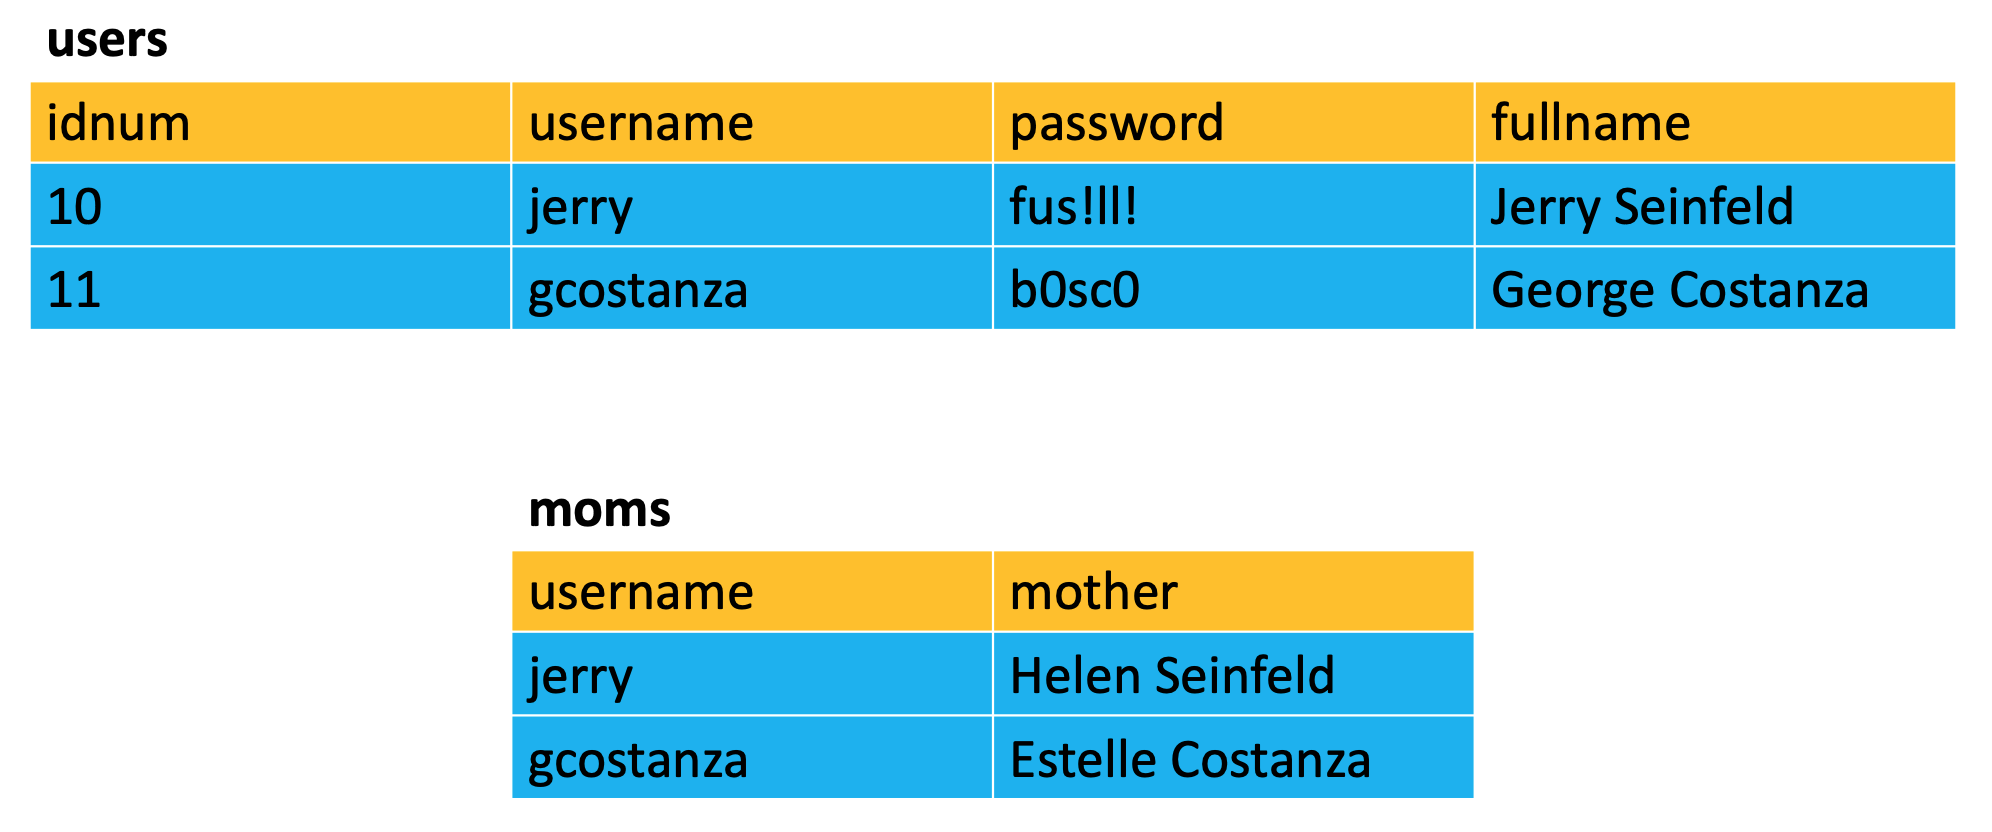 users
idnum username password fullname
10 jerry fus!ll! Jerry Seinfeld
11 gcostanza b0sc0 George Costanza
moms
username mother
jerry Helen Seinfeld
gcostanza Estelle Costanza